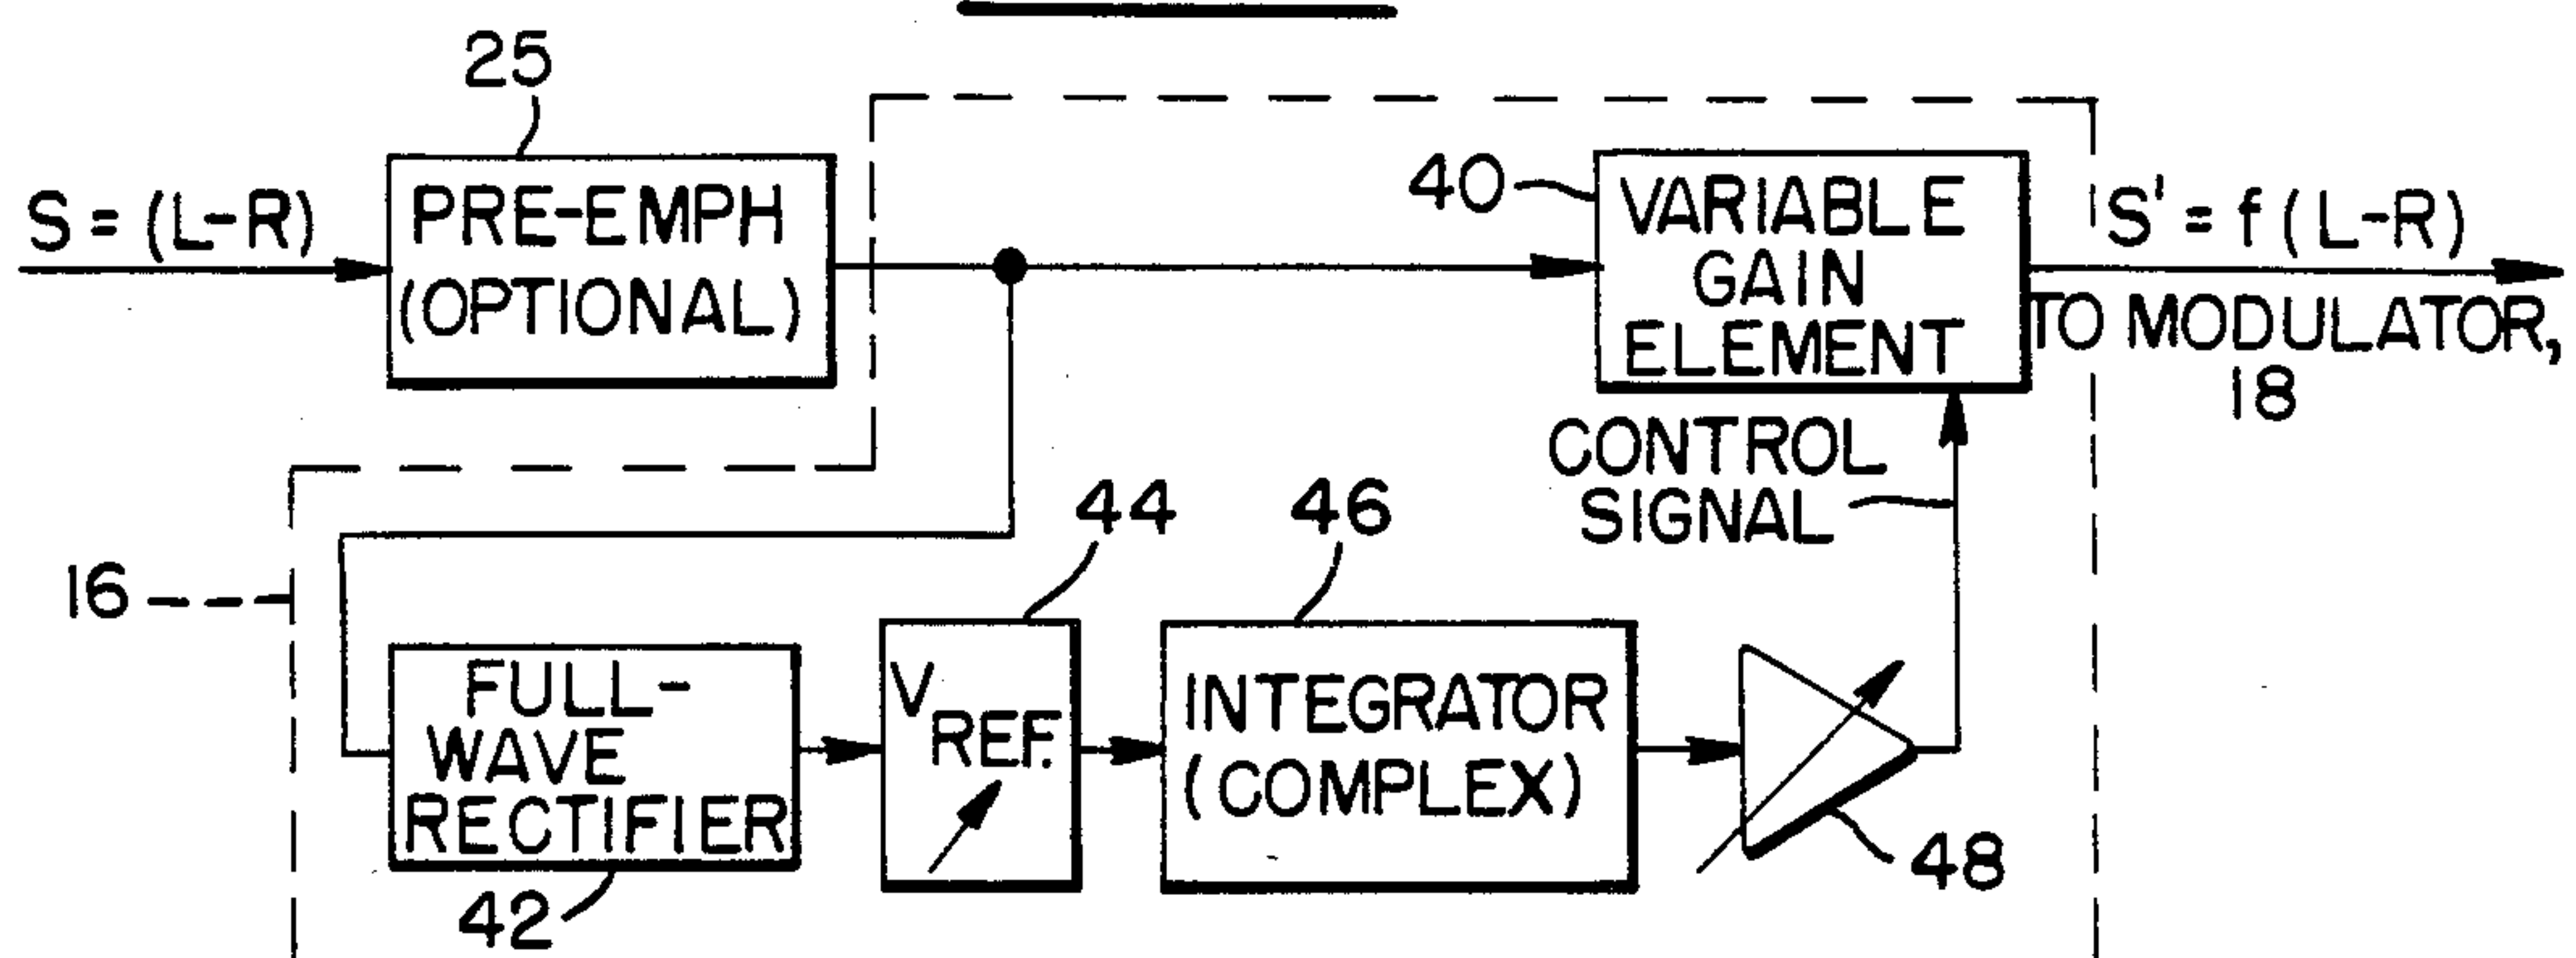 25
S = (L-R)
PRE-EMPH
(OPTIONAL)
40
VARIABLE
GAIN
ELEMENT
S' = f (L-R)
TO MODULATOR,
18
CONTROL
SIGNAL
16
44
46
FULL-
WAVE
RECTIFIER
42
V REF.
INTEGRATOR
(COMPLEX)
48